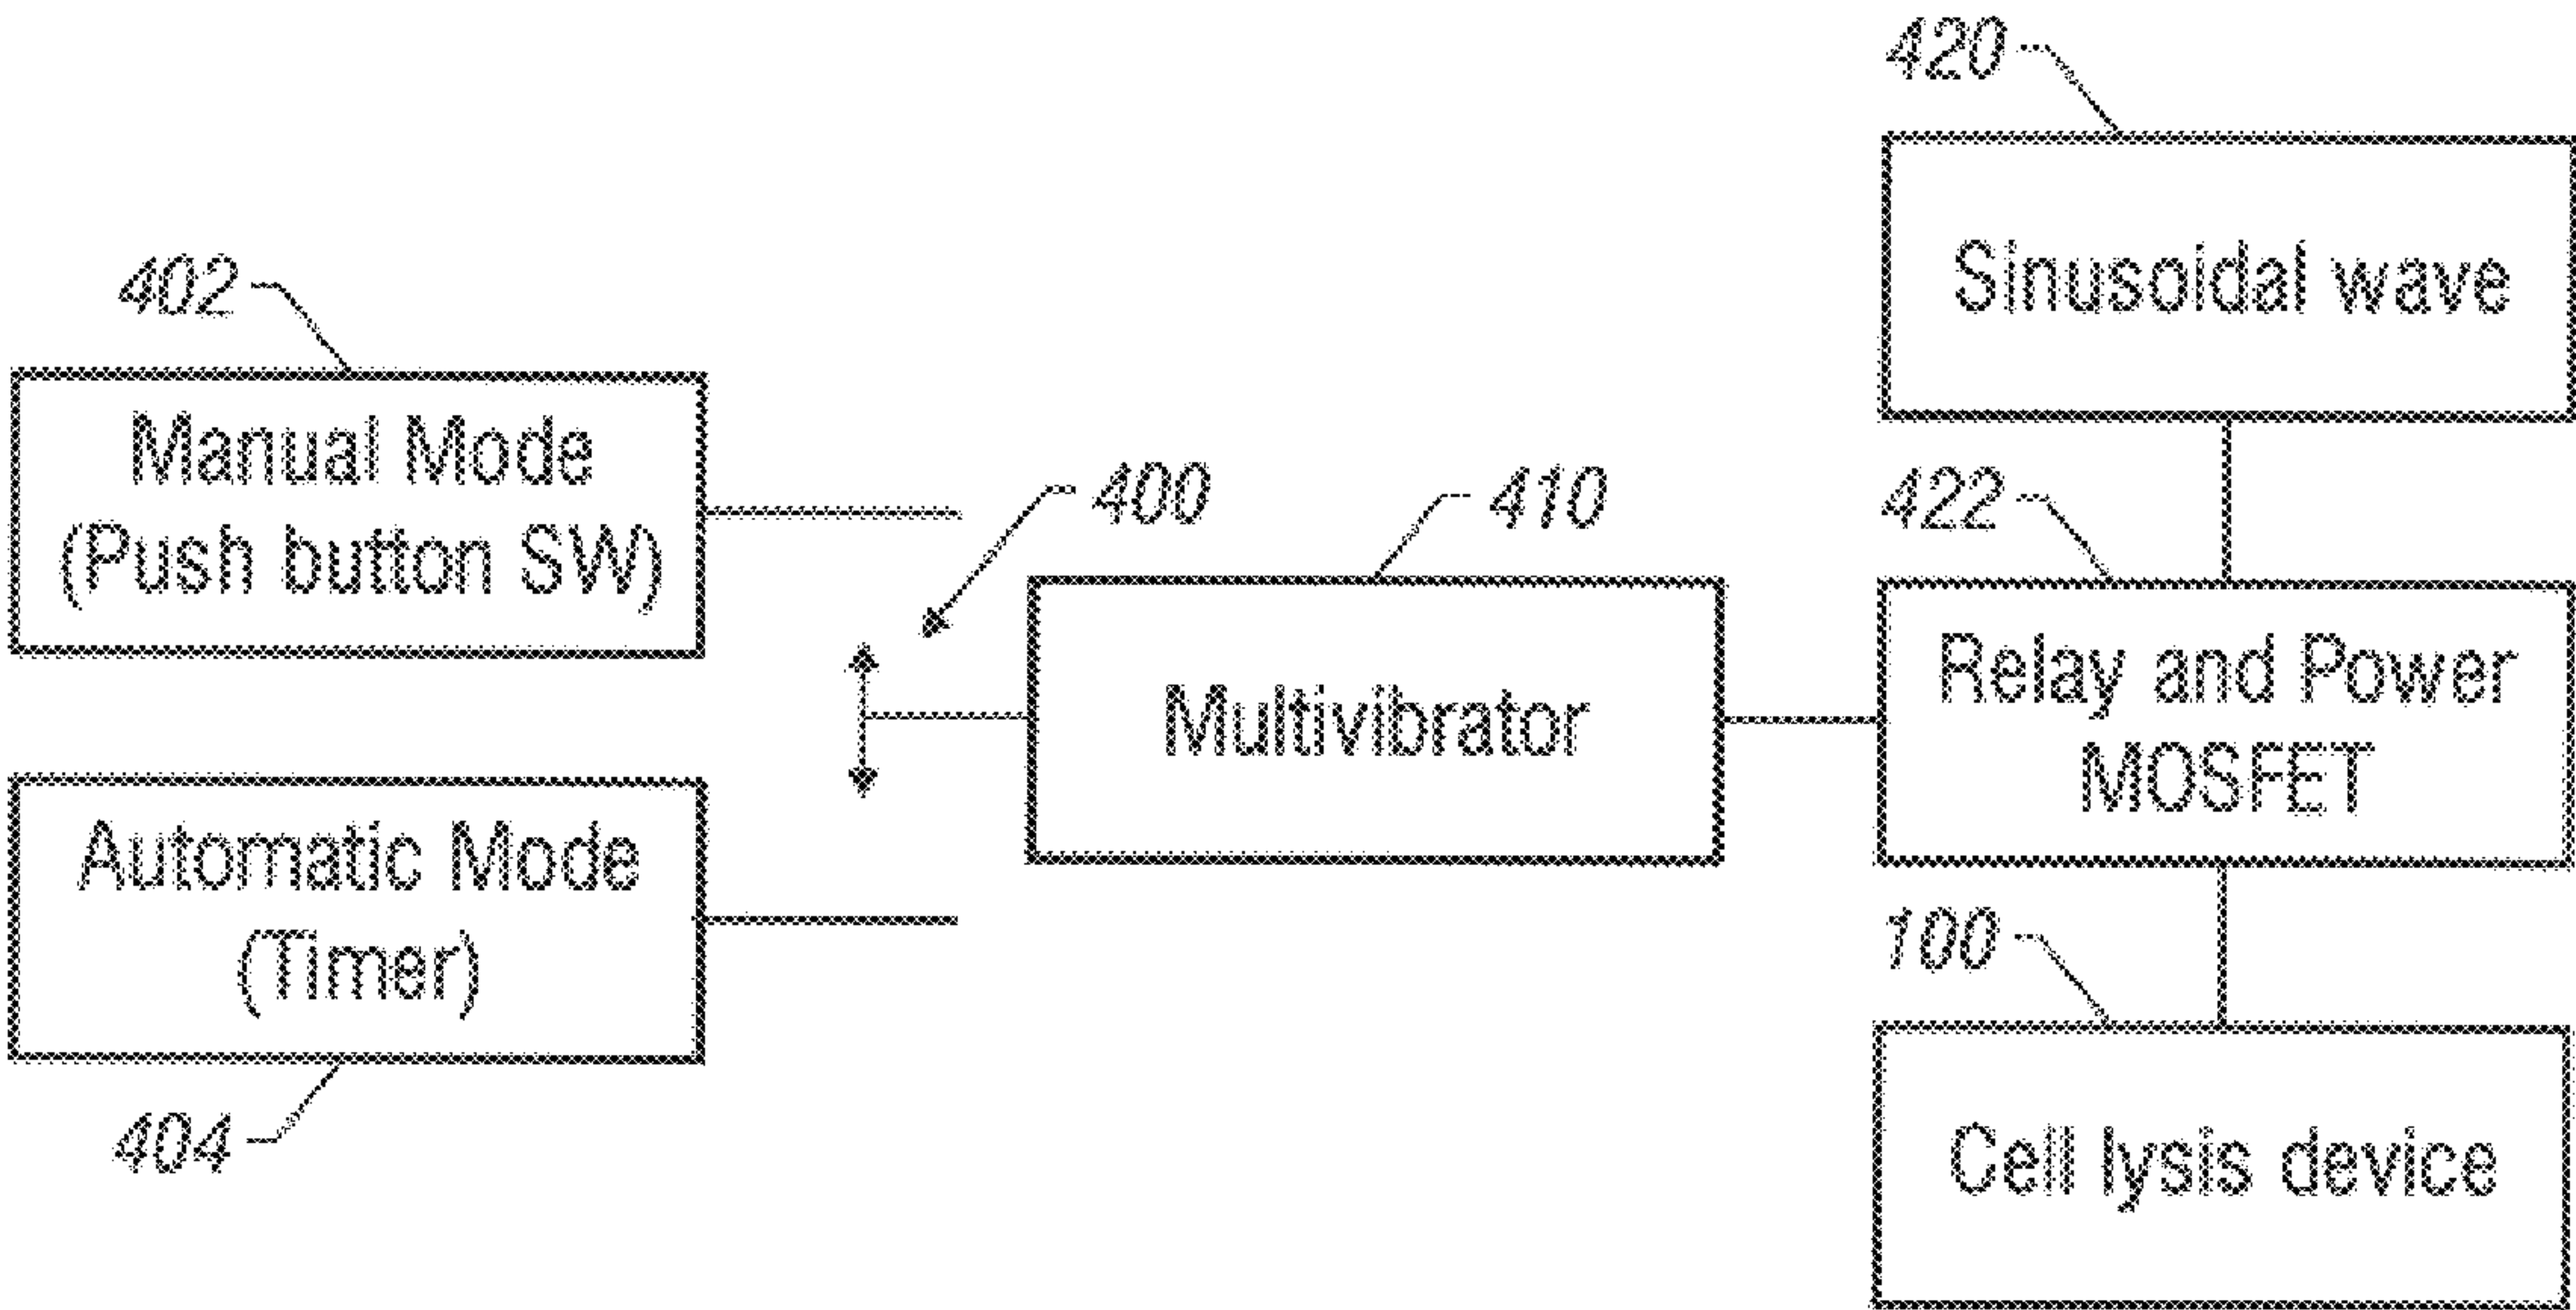 420
Sinusoidal wave
402
Manual Mode
(Push button SW)
400
410
422
Multivibrator
Relay and Power
MOSFET
Automatic Mode
(Timer)
404
100
Cell lysis device